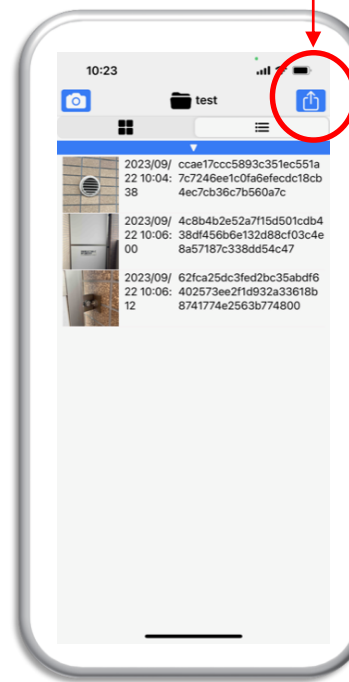 10:23
test
▼
2023/09/ ccae17ccc5893c351ec551a
22 10:04: 7c7246ee1c0fa6efecdc18cb
38 4ec7cb36c7b560a7c
2023/09/ 4c8b4b2e52a7f15d501cdb4
22 10:06: 38df456b6e132d88cf03c4e
00 8a57187c338dd54c47
2023/09/ 62fca25dc3fed2bc35abdf6
22 10:06: 402573ee2f1d932a33618b
12 8741774e2563b774800